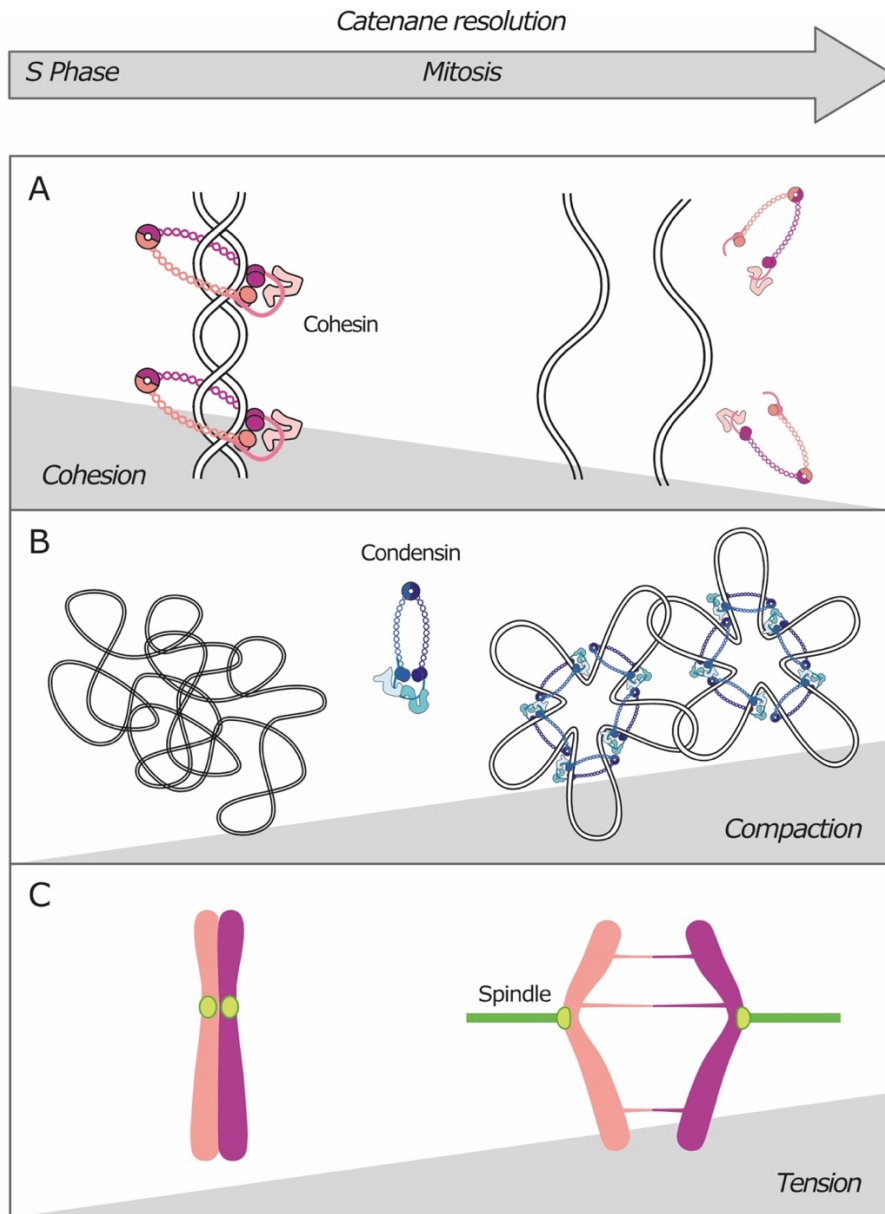 Catenane resolution
S Phase
Mitosis
A
Cohesin
Cohesion
B
Condensin
Compaction
C
Spindle
Tension